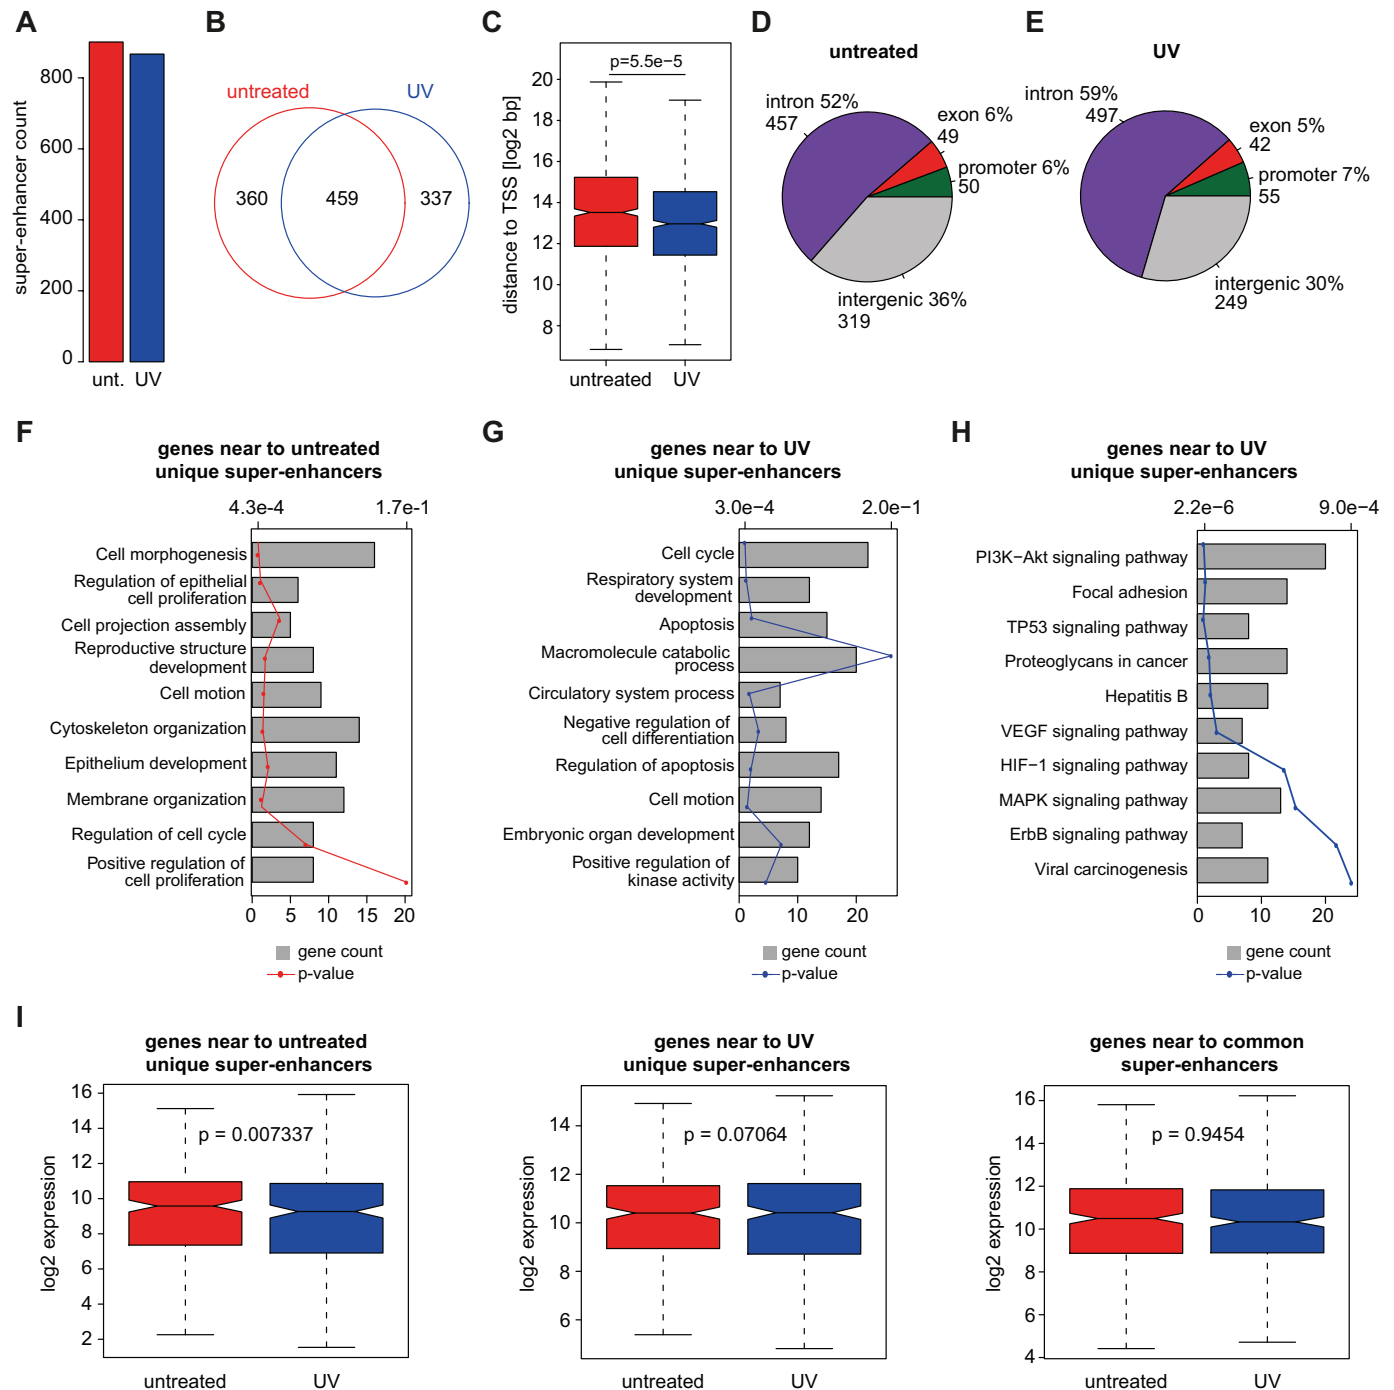 A
super-enhancer count
800
600
400
200
0
unt.
UV
B
untreated
UV
360
459
337
C
distance to TSS [log2 bp]
20
18
16
14
12
10
8
p=5.5e−5
untreated
UV
D
untreated
intron 52%
457
exon 6%
49
promoter 6%
50
intergenic 36%
319
E
UV
intron 59%
497
exon 5%
42
promoter 7%
55
intergenic 30%
249
F
genes near to untreated
unique super-enhancers
4.3e−4
1.7e−1
Cell morphogenesis
Regulation of epithelial
cell proliferation
Cell projection assembly
Reproductive structure
development
Cell motion
Cytoskeleton organization
Epithelium development
Membrane organization
Regulation of cell cycle
Positive regulation of
cell proliferation
0
5
10
15
20
gene count
p-value
G
genes near to UV
unique super-enhancers
3.0e−4
2.0e−1
Cell cycle
Respiratory system
development
Apoptosis
Macromolecule catabolic
process
Circulatory system process
Negative regulation of
cell differentiation
Regulation of apoptosis
Cell motion
Embryonic organ development
Positive regulation of
kinase activity
0
10
20
gene count
p-value
H
genes near to UV
unique super-enhancers
2.2e−6
9.0e−4
PI3K−Akt signaling pathway
Focal adhesion
TP53 signaling pathway
Proteoglycans in cancer
Hepatitis B
VEGF signaling pathway
HIF−1 signaling pathway
MAPK signaling pathway
ErbB signaling pathway
Viral carcinogenesis
0
10
20
gene count
p-value
I
genes near to untreated
unique super-enhancers
log2 expression
16
14
12
10
8
6
4
2
p = 0.007337
untreated
UV
genes near to UV
unique super-enhancers
log2 expression
14
12
10
8
6
p = 0.07064
untreated
UV
genes near to common
super-enhancers
log2 expression
16
14
12
10
8
6
4
p = 0.9454
untreated
UV